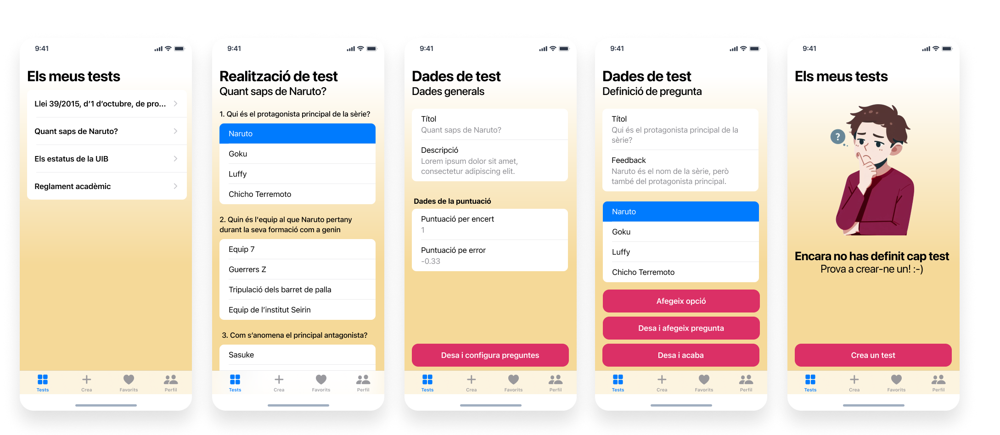 9:41
Els meus tests
Llei 39/2015, d’1 d’octubre, de pro...
Quant saps de Naruto?
Els estatus de la UIB
Reglament acadèmic
Tests
Crea
Favorits
Perfil
9:41
Realització de test
Quant saps de Naruto?
1. Qui és el protagonista principal de la sèrie?
Naruto
Goku
Luffy
Chicho Terremoto
2. Quin és l'equip al que Naruto pertany
durant la seva formació com a genin
Equip 7
Guerrers Z
Tripulació dels barret de palla
Equip de l’institut Seirin
3. Com s’anomena el principal antagonista?
Sasuke
Tests
Crea
Favorits
Perfil
9:41
Dades de test
Dades generals
Títol
Quant saps de Naruto?
Descripció
Lorem ipsum dolor sit amet,
consectetur adipiscing elit.
Dades de la puntuació
Puntuació per encert
1
Puntuació pe error
-0.33
Desa i configura preguntes
Tests
Crea
Favorits
Perfil
9:41
Dades de test
Definició de pregunta
Títol
Qui és el protagonista principal de la
sèrie?
Feedback
Naruto és el nom de la sèrie, però
també del protagonista principal.
Naruto
Goku
Luffy
Chicho Terremoto
Afegeix opció
Desa i afegeix pregunta
Desa i acaba
Tests
Crea
Favorits
Perfil
9:41
Els meus tests
?
Encara no has definit cap test
Prova a crear-ne un! :-)
Crea un test
Tests
Crea
Favorits
Perfil